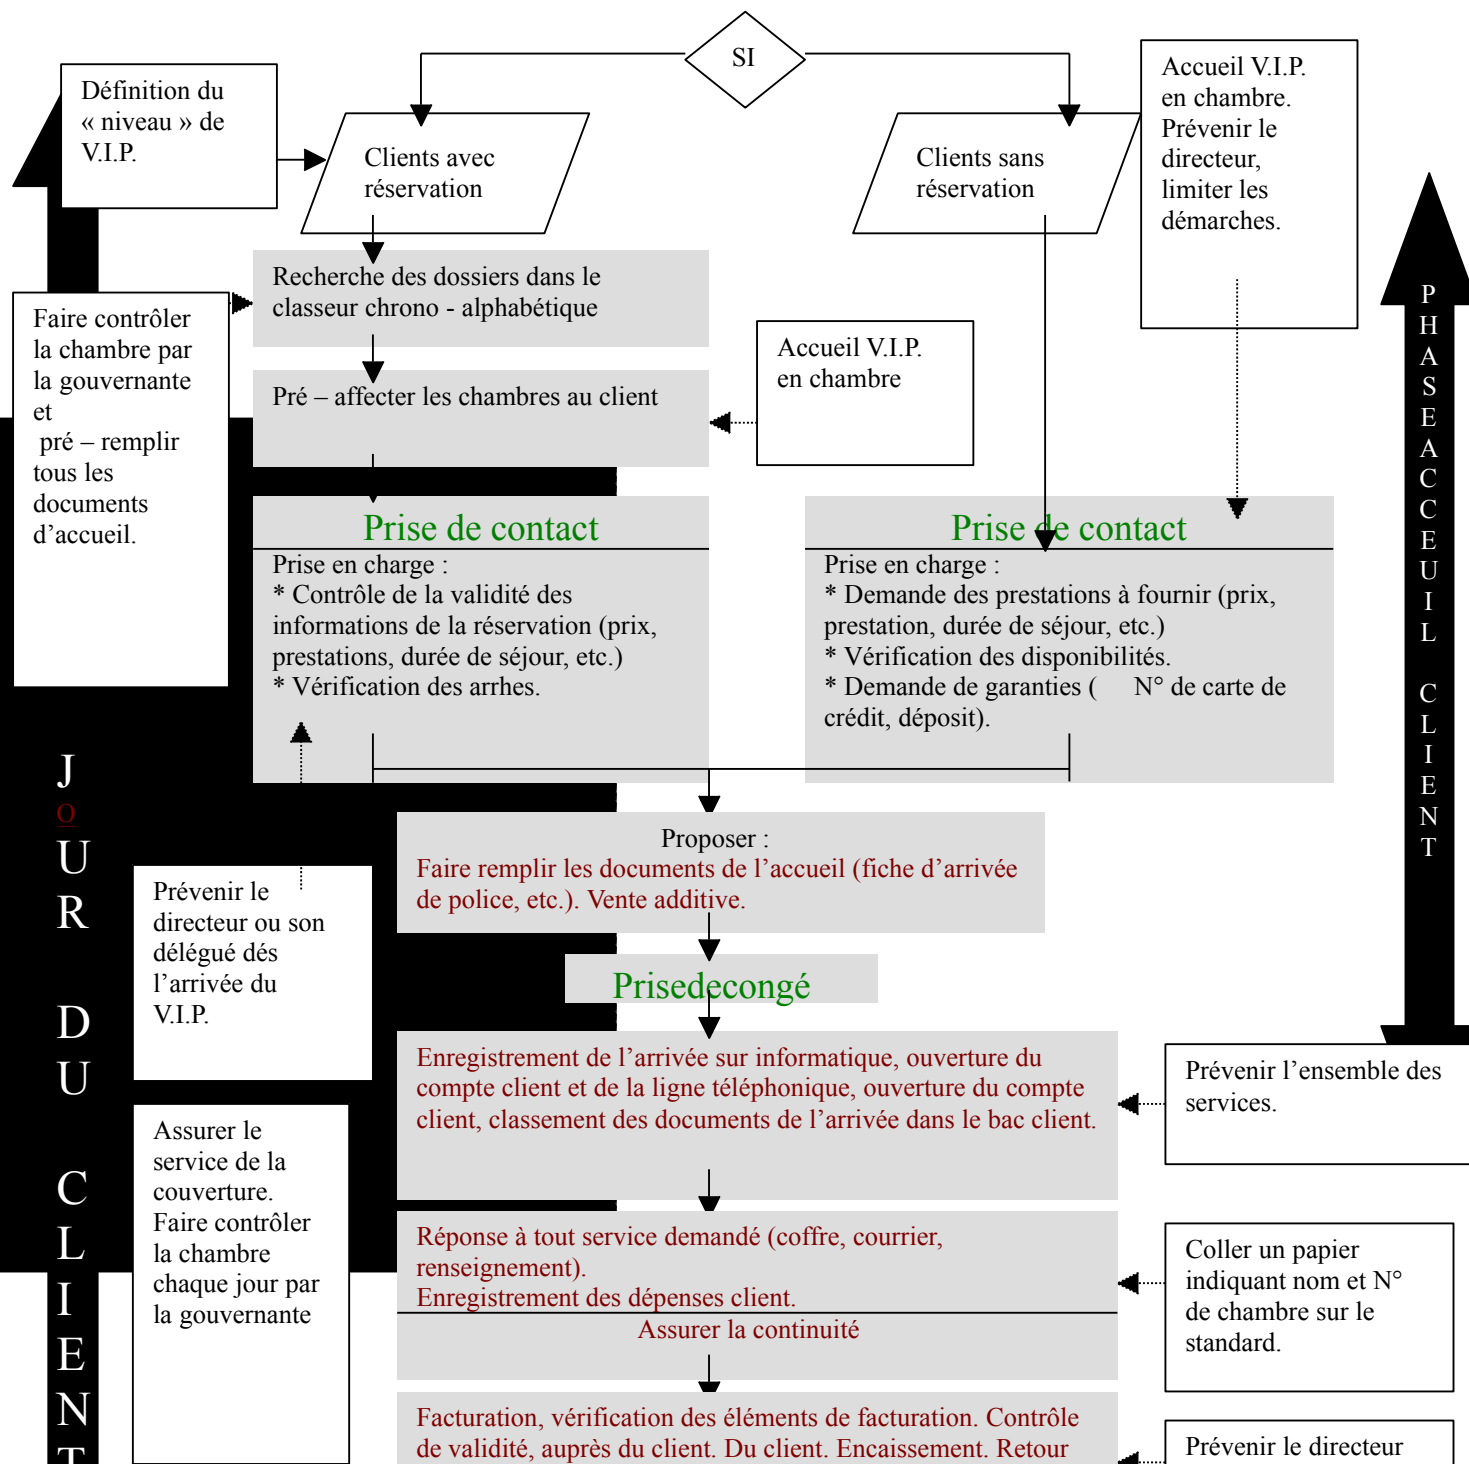 SI
Définition du
« niveau » de
V.I.P.
Clients avec
réservation
Clients sans
réservation
Accueil V.I.P.
en chambre.
Prévenir le
directeur,
limiter les
démarches.
Recherche des dossiers dans le
classeur chrono - alphabétique
Faire contrôler
la chambre par
la gouvernante
et
pré – remplir
tous les
documents
d’accueil.
Pré – affecter les chambres au client
Accueil V.I.P.
en chambre
Prise de contact
Prise en charge :
* Contrôle de la validité des
informations de la réservation (prix,
prestations, durée de séjour, etc.)
* Vérification des arrhes.
Prise de contact
Prise en charge :
* Demande des prestations à fournir (prix,
prestation, durée de séjour, etc.)
* Vérification des disponibilités.
* Demande de garanties ( N° de carte de
crédit, déposit).
Proposer :
Faire remplir les documents de l’accueil (fiche d’arrivée
de police, etc.). Vente additive.
Prévenir le
directeur ou son
délégué dés
l’arrivée du
V.I.P.
Prisedecongé
Enregistrement de l’arrivée sur informatique, ouverture du
compte client et de la ligne téléphonique, ouverture du compte
client, classement des documents de l’arrivée dans le bac client.
Prévenir l’ensemble des
services.
Assurer le
service de la
couverture.
Faire contrôler
la chambre
chaque jour par
la gouvernante
Réponse à tout service demandé (coffre, courrier,
renseignement).
Enregistrement des dépenses client.
Assurer la continuité
Coller un papier
indiquant nom et N°
de chambre sur le
standard.
Facturation, vérification des éléments de facturation. Contrôle
de validité, auprès du client. Du client. Encaissement. Retour
Prévenir le directeur
JoUR DU CLIENT
PHASEACCCEUIL CLIENT